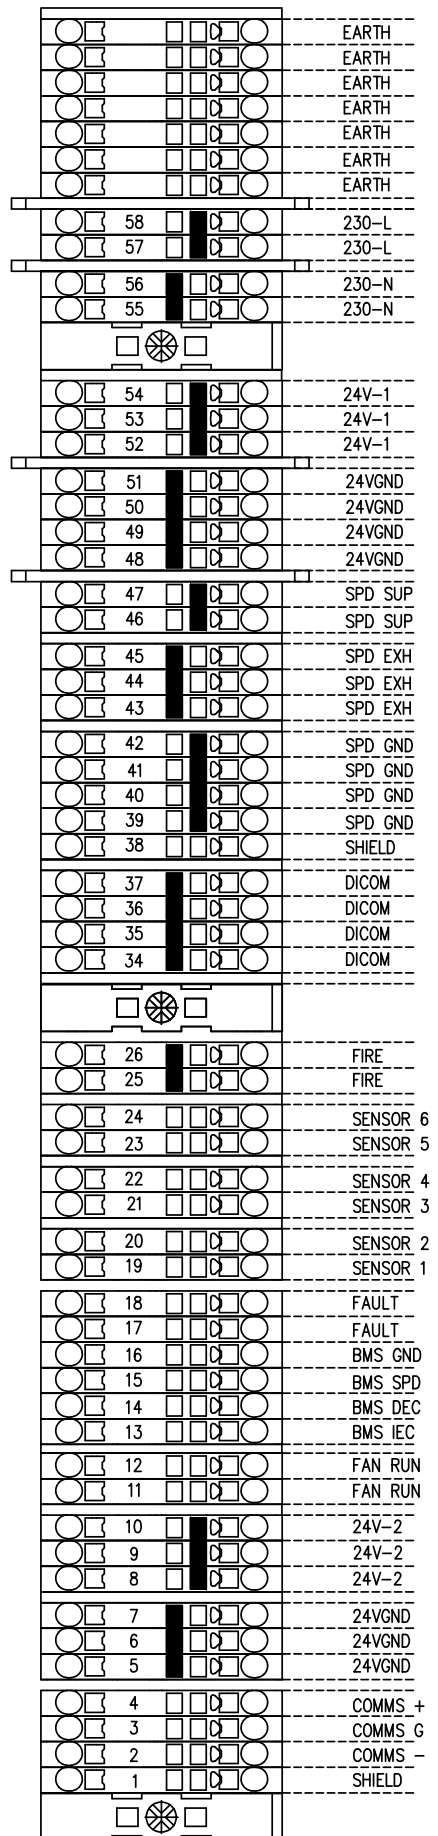 EARTH
EARTH
EARTH
EARTH
EARTH
EARTH
EARTH
58 230-L
57 230-L
56 230-N
55 230-N
54 24V-1
53 24V-1
52 24V-1
51 24VGND
50 24VGND
49 24VGND
48 24VGND
47 SPD SUP
46 SPD SUP
45 SPD EXH
44 SPD EXH
43 SPD EXH
42 SPD GND
41 SPD GND
40 SPD GND
39 SPD GND
38 SHIELD
37 DICOM
36 DICOM
35 DICOM
34 DICOM
26 FIRE
25 FIRE
24 SENSOR 6
23 SENSOR 5
22 SENSOR 4
21 SENSOR 3
20 SENSOR 2
19 SENSOR 1
18 FAULT
17 FAULT
16 BMS GND
15 BMS SPD
14 BMS DEC
13 BMS IEC
12 FAN RUN
11 FAN RUN
10 24V-2
9 24V-2
8 24V-2
7 24VGND
6 24VGND
5 24VGND
4 COMMS +
3 COMMS G
2 COMMS -
1 SHIELD